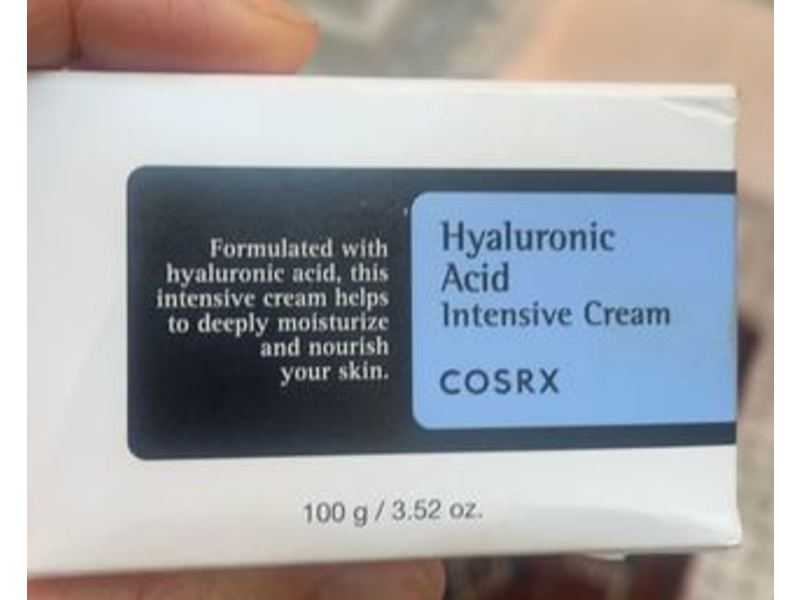 Formulated with
hyaluronic acid, this
intensive cream helps
to deeply moisturize
and nourish
your skin.
Hyaluronic
Acid
Intensive Cream
COSRX
100 g / 3.52 oz.